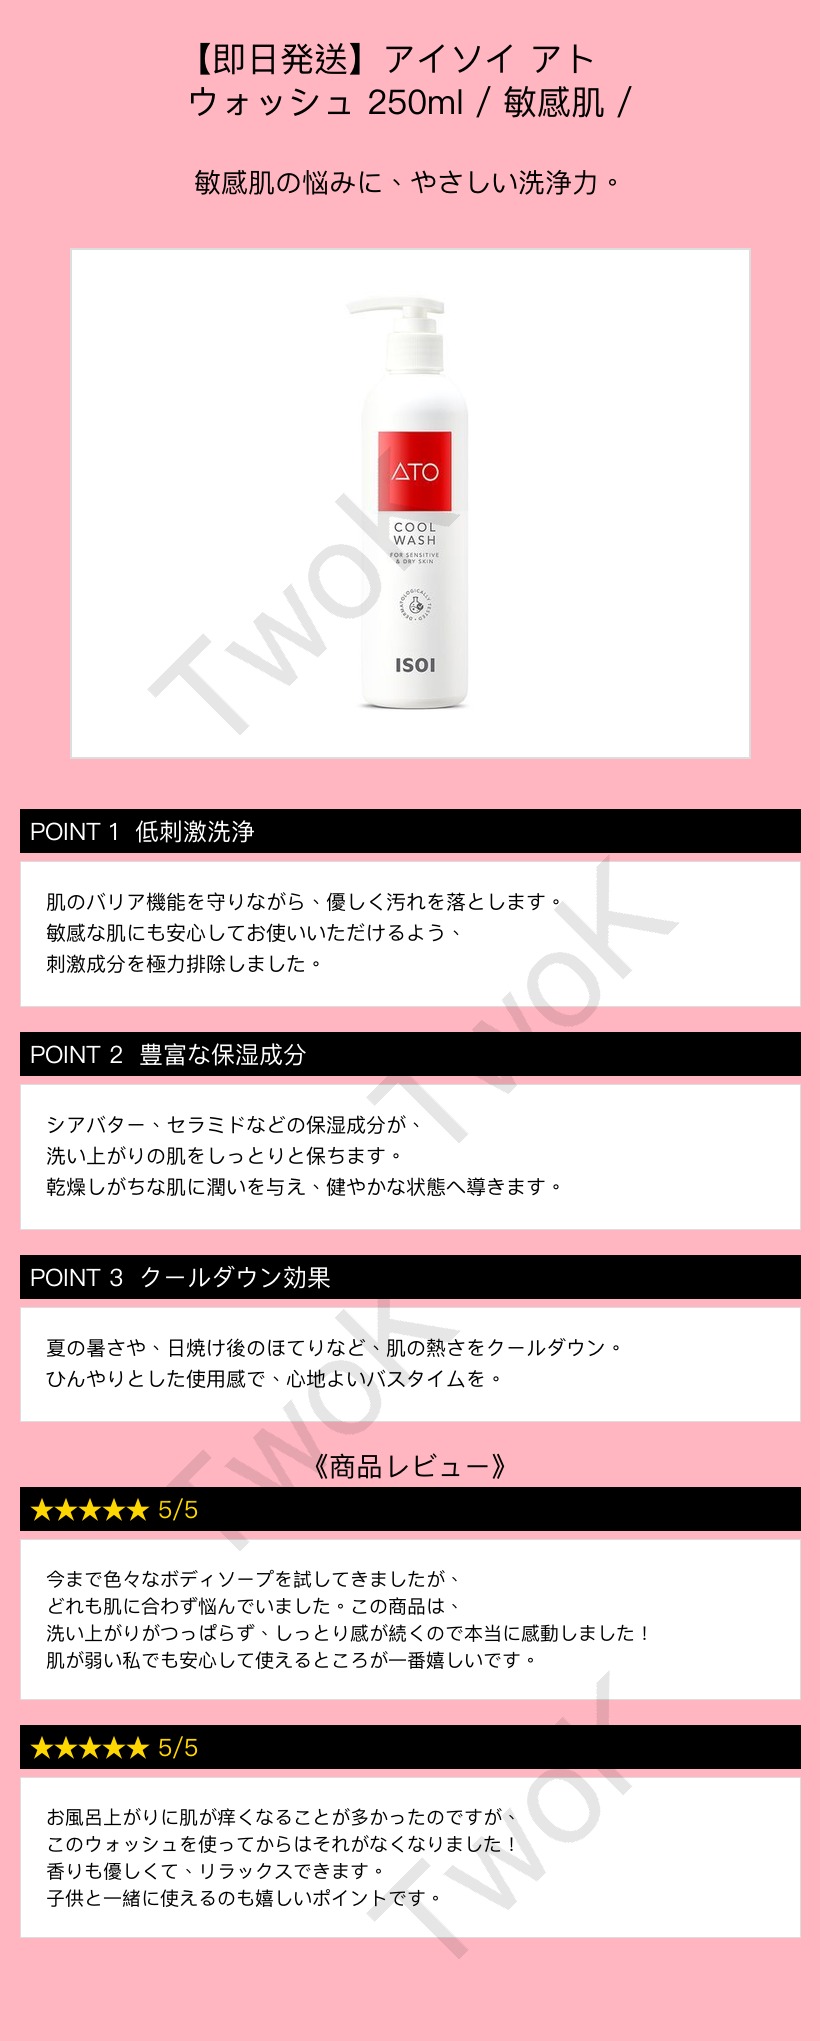 【即日発送】アイソイ アト
ウォッシュ 250ml / 敏感肌 /
敏感肌の悩みに、やさしい洗浄力。
ATO
COOL
WASH
FOR SENSITIVE
& DRY SKIN
DERMATOLOGICALLY TESTED
ISOI
TwoK
POINT 1 低刺激洗浄
肌のバリア機能を守りながら、優しく汚れを落とします。
敏感な肌にも安心してお使いいただけるよう、
刺激成分を極力排除しました。
TwoK
POINT 2 豊富な保湿成分
シアバター、セラミドなどの保湿成分が、
洗い上がりの肌をしっとりと保ちます。
乾燥しがちな肌に潤いを与え、健やかな状態へ導きます。
POINT 3 クールダウン効果
夏の暑さや、日焼け後のほてりなど、肌の熱さをクールダウン。
ひんやりとした使用感で、心地よいバスタイムを。
TwoK
《商品レビュー》
★★★★★ 5/5
今まで色々なボディソープを試してきましたが、
どれも肌に合わず悩んでいました。この商品は、
洗い上がりがつっぱらず、しっとり感が続くので本当に感動しました！
肌が弱い私でも安心して使えるところが一番嬉しいです。
★★★★★ 5/5
お風呂上がりに肌が痒くなることが多かったのですが、
このウォッシュを使ってからはそれがなくなりました！
香りも優しくて、リラックスできます。
子供と一緒に使えるのも嬉しいポイントです。
TwoK